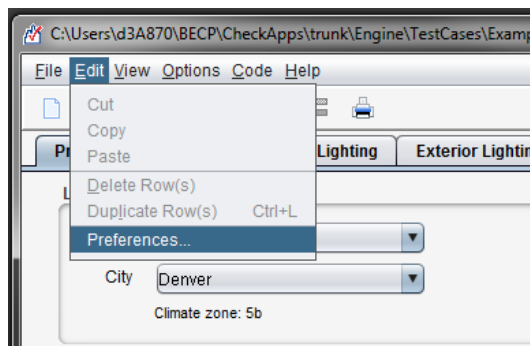 C:\Users\d3A870\BECP\CheckApps\trunk\Engine\TestCases\Examp
File Edit View Options Code Help
Cut
Copy
Paste
Lighting Exterior Lightin
Delete Row(s)
Duplicate Row(s) Ctrl+L
Preferences...
City Denver
Climate zone: 5b